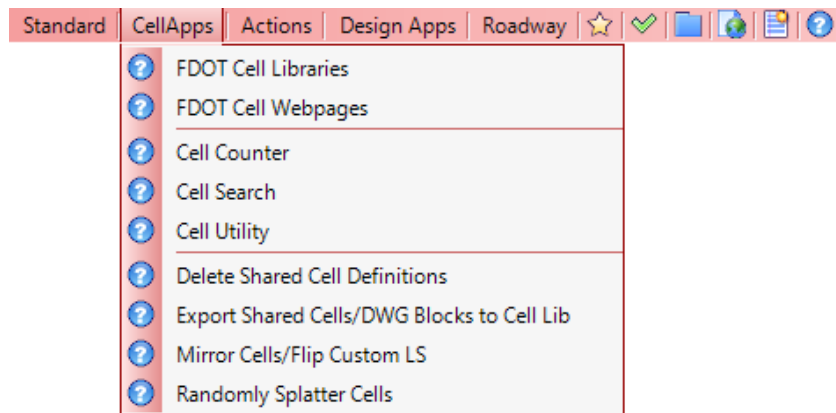 Standard CellApps Actions Design Apps Roadway
FDOT Cell Libraries
FDOT Cell Webpages
Cell Counter
Cell Search
Cell Utility
Delete Shared Cell Definitions
Export Shared Cells/DWG Blocks to Cell Lib
Mirror Cells/Flip Custom LS
Randomly Splatter Cells